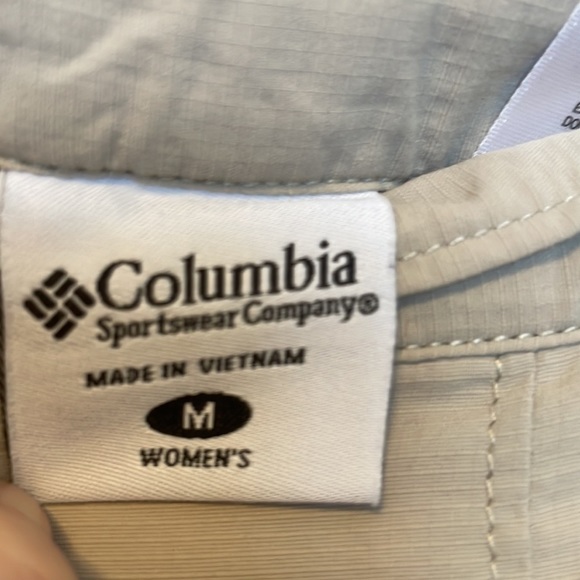 Columbia
Sportswear Company®
MADE IN VIETNAM
M
WOMEN'S